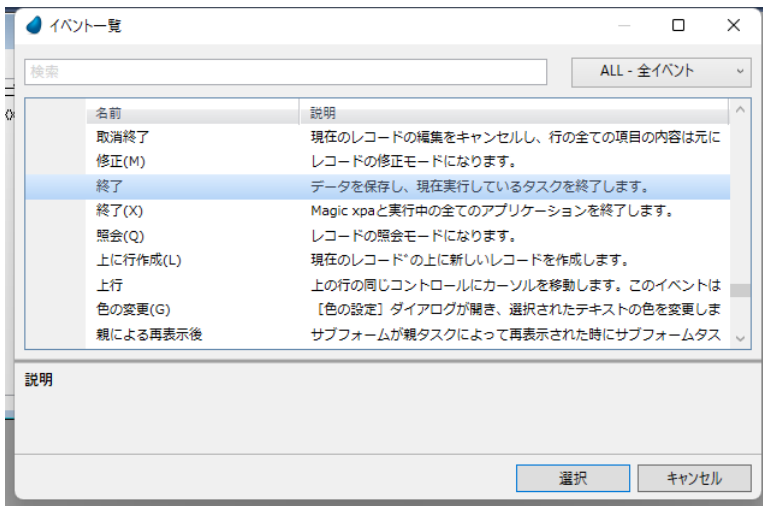 イベント一覧
検索
ALL - 全イベント
名前 説明
取消終了 現在のレコードの編集をキャンセルし、行の全ての項目の内容は元に
修正(M) レコードの修正モードになります。
終了 データを保存し、現在実行しているタスクを終了します。
終了(X) Magic xpaと実行中の全てのアプリケーションを終了します。
照会(Q) レコードの照会モードになります。
上に行作成(L) 現在のレコード゛の上に新しいレコードを作成します。
上行 上の行の同じコントロールにカーソルを移動します。このイベントは
色の変更(G) [色の設定] ダイアログが開き、選択されたテキストの色を変更しま
親による再表示後 サブフォームが親タスクによって再表示された時にサブフォームタス
説明
選択 キャンセル